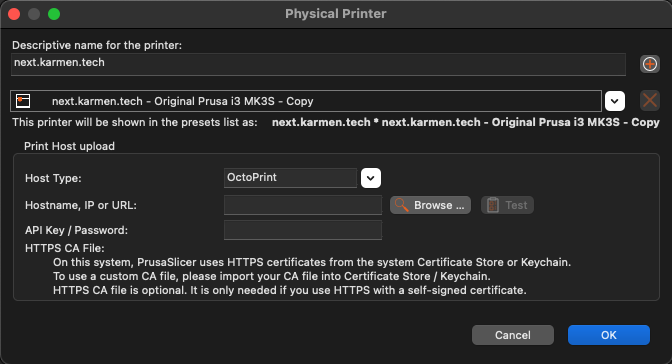 Physical Printer
Descriptive name for the printer:
next.karmen.tech
next.karmen.tech - Original Prusa i3 MK3S - Copy
This printer will be shown in the presets list as: next.karmen.tech * next.karmen.tech - Original Prusa i3 MK3S - Copy
Print Host upload
Host Type: OctoPrint
Hostname, IP or URL: Browse ... Test
API Key / Password:
HTTPS CA File:
On this system, PrusaSlicer uses HTTPS certificates from the system Certificate Store or Keychain.
To use a custom CA file, please import your CA file into Certificate Store / Keychain.
HTTPS CA file is optional. It is only needed if you use HTTPS with a self-signed certificate.
Cancel OK